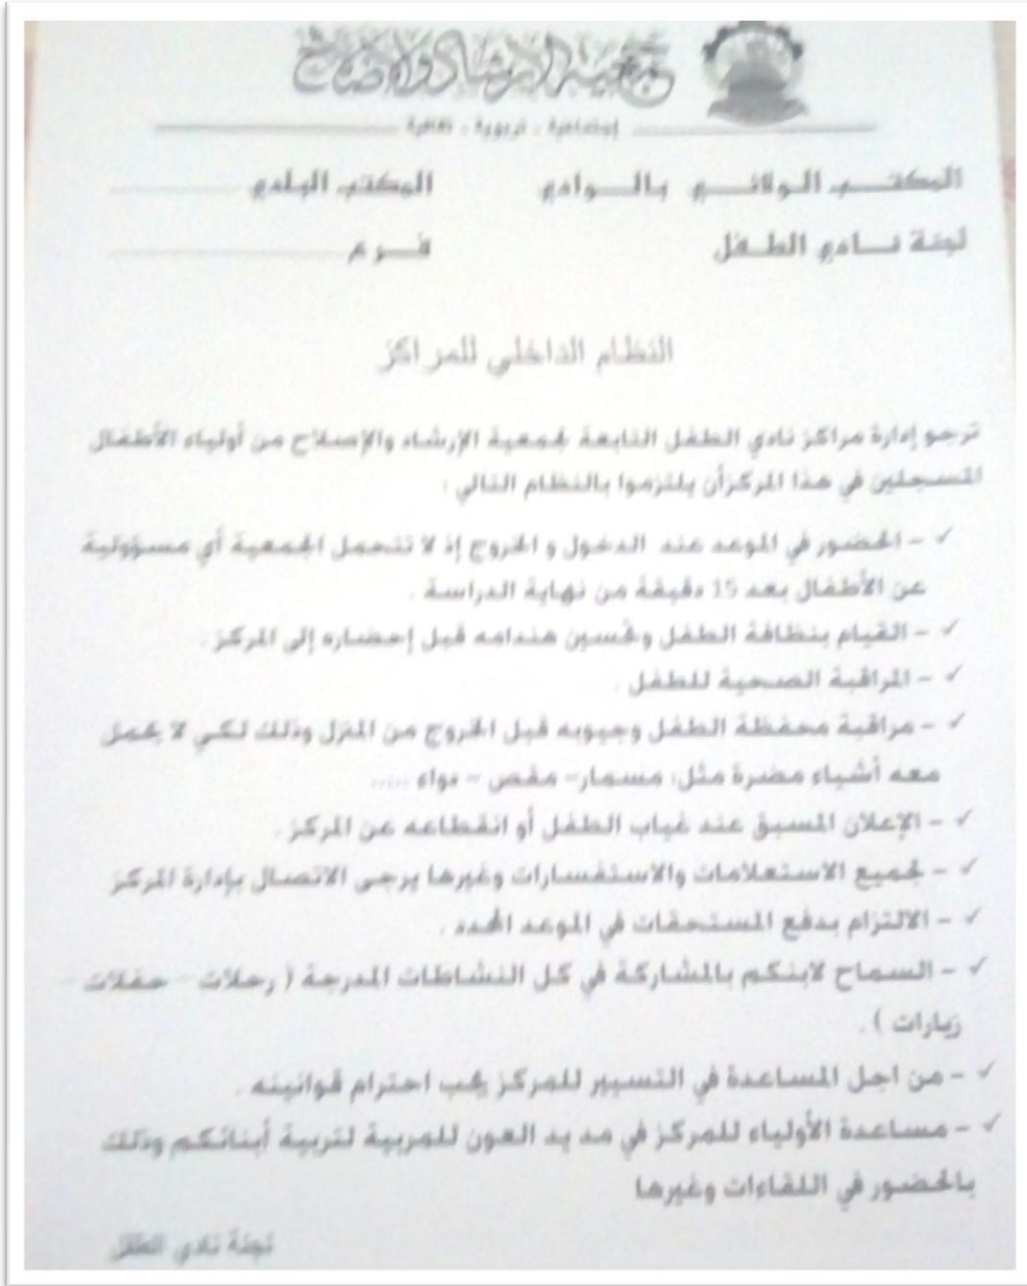 جمعية الإرشاد والإصلاح
إجتماعية - تربوية - ثقافية
المكتب الولائي بالوادي المكتب البلدي
لجنة نادي الطفل فرع
النظام الداخلي للمراكز
ترجو إدارة مراكز نادي الطفل التابعة لجمعية الإرشاد والإصلاح من أولياء الأطفال
المسجلين في هذا المركزأن يلتزموا بالنظام التالي :
✓ - الحضور في الموعد عند الدخول و الخروج إذ لا تتحمل الجمعية أي مسؤولية
عن الأطفال بعد 15 دقيقة من نهاية الدراسة .
✓ - القيام بنظافة الطفل وتحسين هندامه قبل إحضاره إلى المركز .
✓ - المراقبة الصحية للطفل .
✓ - مراقبة محفظة الطفل وجيوبه قبل الخروج من المنزل وذلك لكي لا يحمل
معه أشياء مضرة مثل: مسمار- مقص - دواء .....
✓ - الإعلان المسبق عند غياب الطفل أو انقطاعه عن المركز .
✓ - لجميع الاستعلامات والاستفسارات وغيرها يرجى الاتصال بإدارة المركز
✓ - الالتزام بدفع المستحقات في الموعد المحدد .
✓ - السماح لابنكم بالمشاركة في كل النشاطات المدرجة ( رحلات - حفلات -
زيارات ) .
✓ - من اجل المساعدة في التسيير للمركز يجب احترام قوانينه .
✓ - مساعدة الأولياء للمركز في مد يد العون للمربية لتربية أبنائكم وذلك
بالحضور في اللقاءات وغيرها
لجنة نادي الطفل